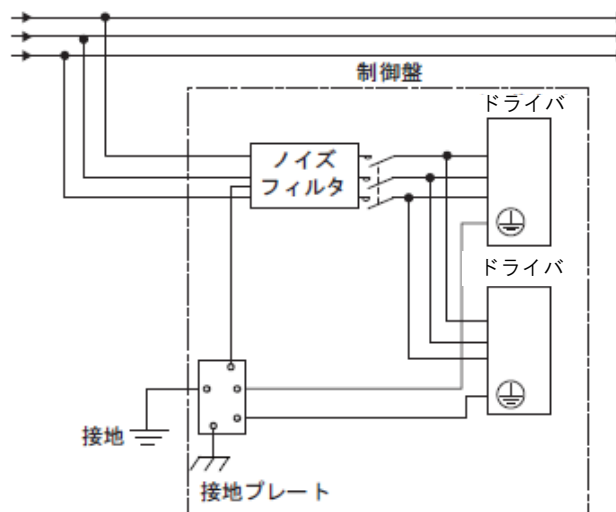 制御盤
ドライバ
ノイズ
フィルタ
ドライバ
接地
接地プレート